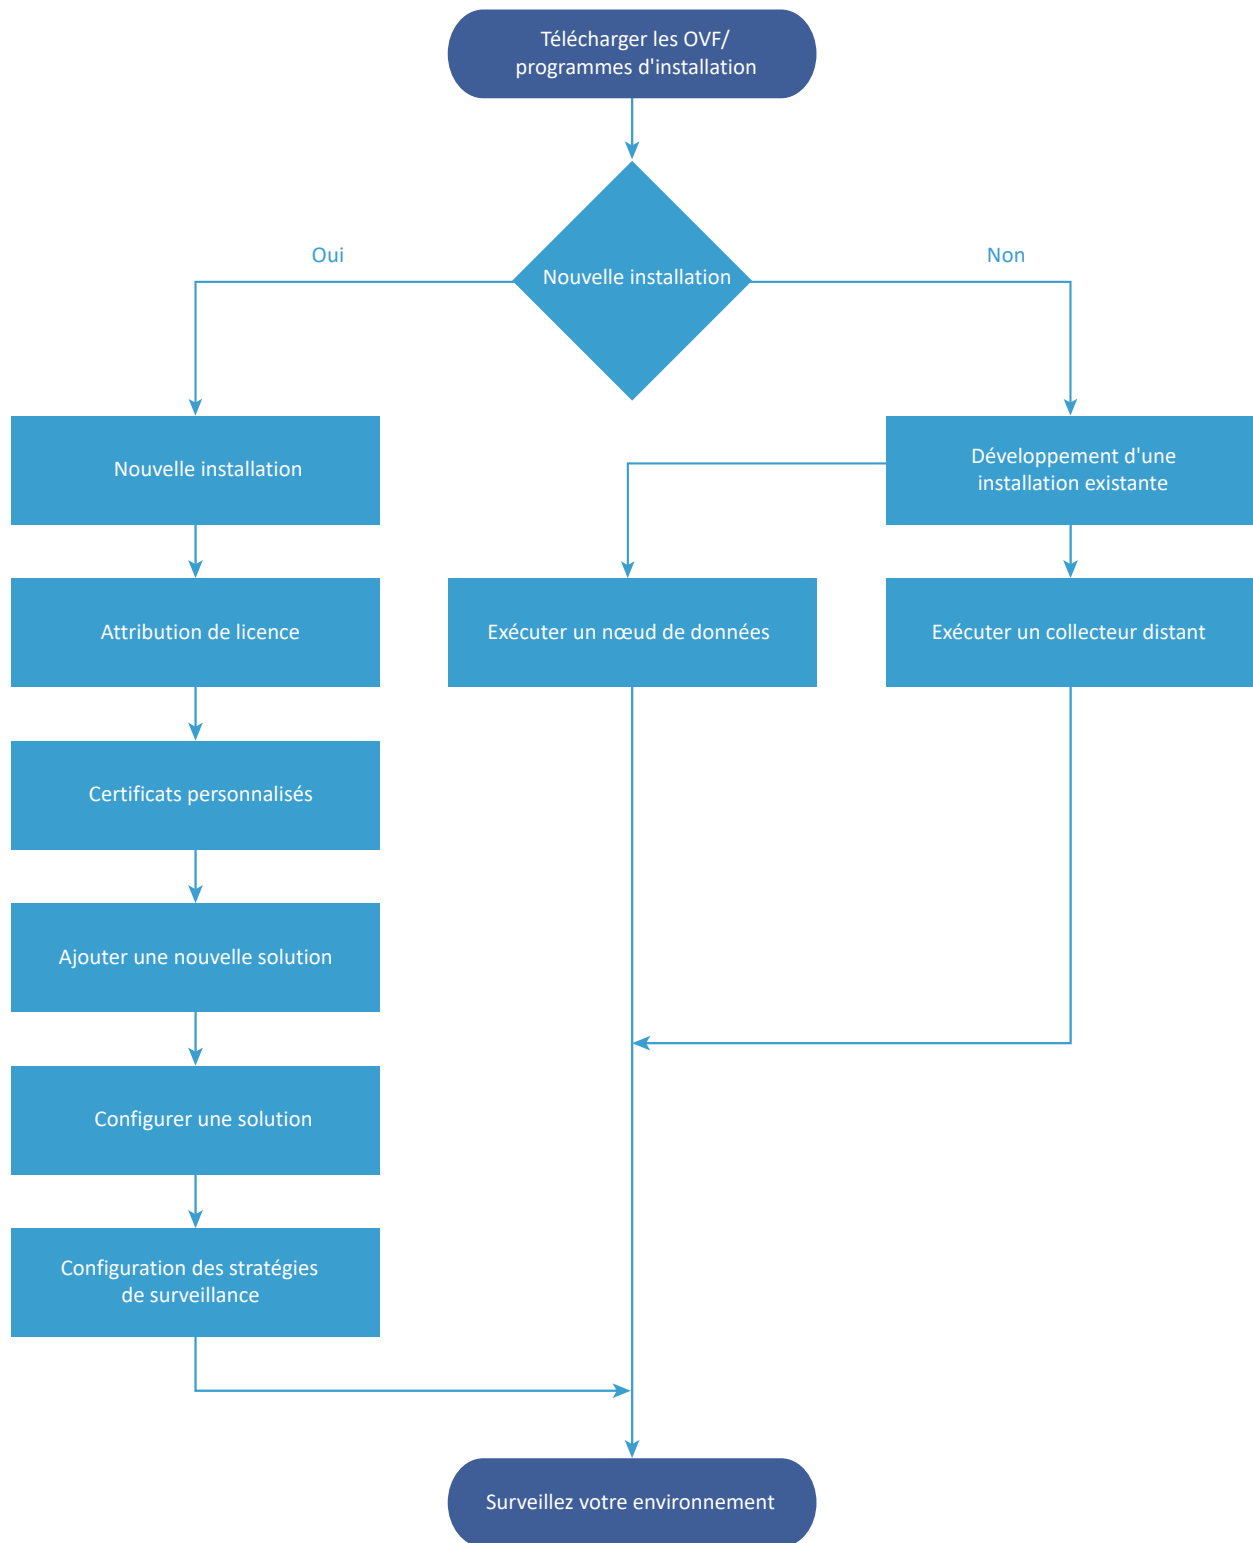 Télécharger les OVF/
programmes d'installation
Nouvelle installation
Oui
Non
Nouvelle installation
Développement d'une
installation existante
Attribution de licence
Exécuter un nœud de données
Exécuter un collecteur distant
Certificats personnalisés
Ajouter une nouvelle solution
Configurer une solution
Configuration des stratégies
de surveillance
Surveillez votre environnement